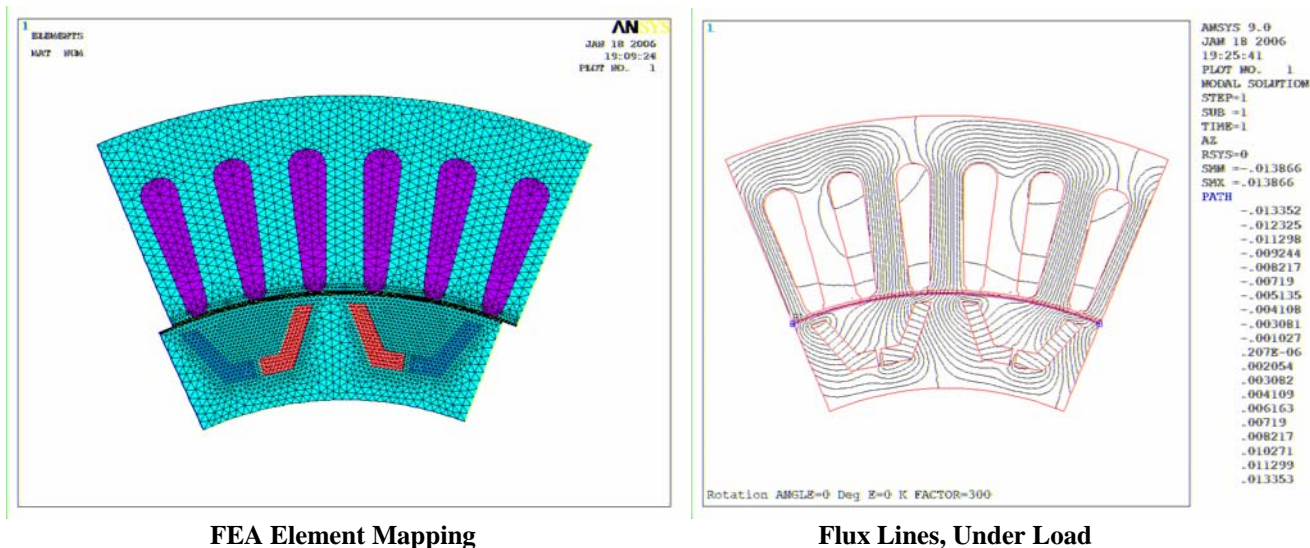 1
ELEMENTS
MAT NUM
ANSYS
JAN 18 2006
19:09:24
PLOT NO. 1
FEA Element Mapping
1
ANSYS 9.0
JAN 18 2006
19:25:41
PLOT NO. 1
NODAL SOLUTION
STEP=1
SUB =1
TIME=1
AZ
RSYS=0
SMN =-.013866
SMX =.013866
PATH
-.013352
-.012325
-.011298
-.009244
-.008217
-.00719
-.005135
-.004108
-.003081
-.001027
.207E-06
.002054
.003082
.004109
.006163
.00719
.008217
.010271
.011299
.013353
Rotation ANGLE=0 Deg E=0 K FACTOR=300
Flux Lines, Under Load